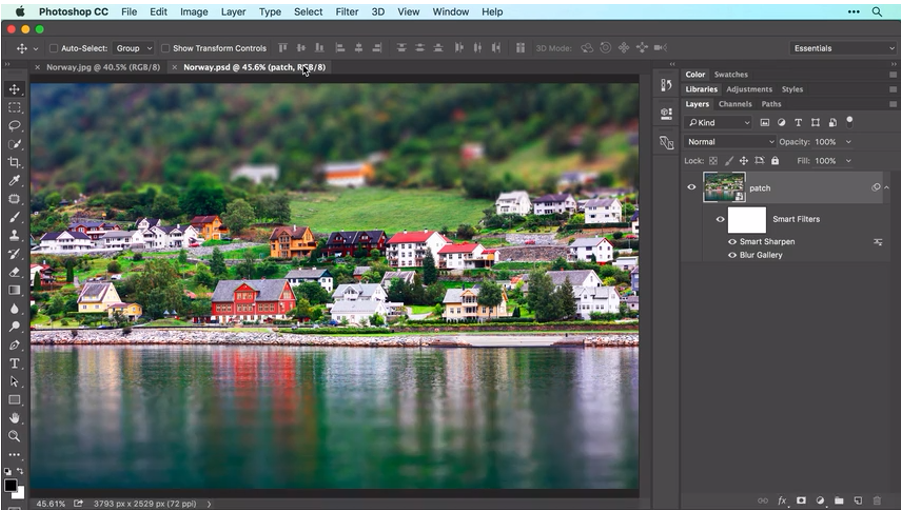 Photoshop CC File Edit Image Layer Type Select Filter 3D View Window Help
Auto-Select: Group Show Transform Controls 3D Mode: Essentials
Norway.jpg @ 40.5% (RGB/8) Norway.psd @ 45.6% (patch, RGB/8)
Color Swatches
Libraries Adjustments Styles
Layers Channels Paths
Kind
Normal Opacity: 100%
Lock: Fill: 100%
patch
Smart Filters
Smart Sharpen
Blur Gallery
45.61% 3793 px x 2529 px (72 ppi)